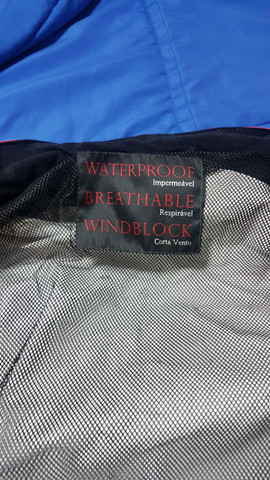 WATERPROOF
Impermeável
BREATHABLE
Respirável
WINDBLOCK
Corta Vento